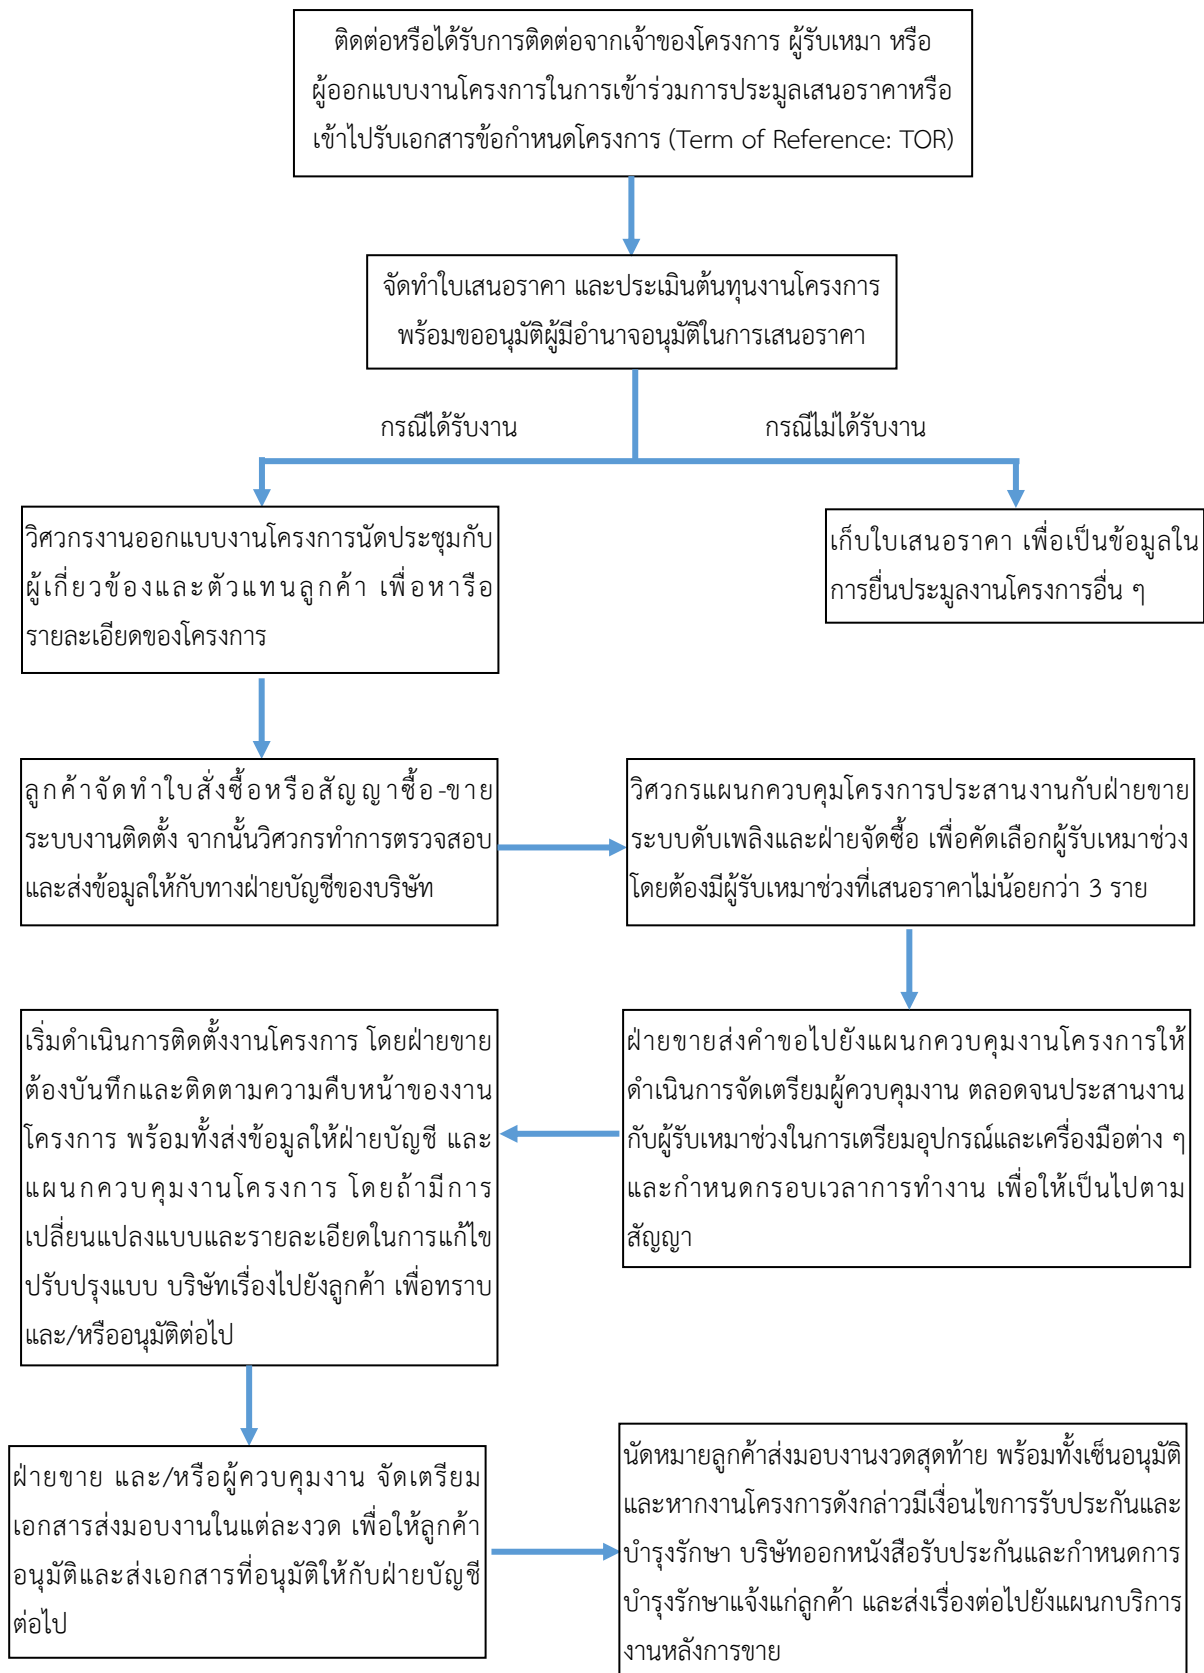 ติดต่อหรือได้รับการติดต่อจากเจ้าของโครงการ ผู้รับเหมา หรือ
ผู้ออกแบบงานโครงการในการเข้าร่วมการประมูลเสนอราคาหรือ
เข้าไปรับเอกสารข้อกำหนดโครงการ (Term of Reference: TOR)
จัดทำใบเสนอราคา และประเมินต้นทุนงานโครงการ
พร้อมขออนุมัติผู้มีอำนาจอนุมัติในการเสนอราคา
กรณีได้รับงาน
กรณีไม่ได้รับงาน
วิศวกรงานออกแบบงานโครงการนัดประชุมกับ
ผู้เกี่ยวข้องและตัวแทนลูกค้า เพื่อหารือ
รายละเอียดของโครงการ
เก็บใบเสนอราคา เพื่อเป็นข้อมูลใน
การยื่นประมูลงานโครงการอื่น ๆ
ลูกค้าจัดทำใบสั่งซื้อหรือสัญญาซื้อ-ขาย
ระบบงานติดตั้ง จากนั้นวิศวกรทำการตรวจสอบ
และส่งข้อมูลให้กับทางฝ่ายบัญชีของบริษัท
วิศวกรแผนกควบคุมโครงการประสานงานกับฝ่ายขาย
ระบบดับเพลิงและฝ่ายจัดซื้อ เพื่อคัดเลือกผู้รับเหมาช่วง
โดยต้องมีผู้รับเหมาช่วงที่เสนอราคาไม่น้อยกว่า 3 ราย
ฝ่ายขายส่งคำขอไปยังแผนกควบคุมงานโครงการให้
ดำเนินการจัดเตรียมผู้ควบคุมงาน ตลอดจนประสานงาน
กับผู้รับเหมาช่วงในการเตรียมอุปกรณ์และเครื่องมือต่าง ๆ
และกำหนดกรอบเวลาการทำงาน เพื่อให้เป็นไปตาม
สัญญา
เริ่มดำเนินการติดตั้งงานโครงการ โดยฝ่ายขาย
ต้องบันทึกและติดตามความคืบหน้าของงาน
โครงการ พร้อมทั้งส่งข้อมูลให้ฝ่ายบัญชี และ
แผนกควบคุมงานโครงการ โดยถ้ามีการ
เปลี่ยนแปลงแบบและรายละเอียดในการแก้ไข
ปรับปรุงแบบ บริษัทเรื่องไปยังลูกค้า เพื่อทราบ
และ/หรืออนุมัติต่อไป
ฝ่ายขาย และ/หรือผู้ควบคุมงาน จัดเตรียม
เอกสารส่งมอบงานในแต่ละงวด เพื่อให้ลูกค้า
อนุมัติและส่งเอกสารที่อนุมัติให้กับฝ่ายบัญชี
ต่อไป
นัดหมายลูกค้าส่งมอบงานงวดสุดท้าย พร้อมทั้งเซ็นอนุมัติ
และหากงานโครงการดังกล่าวมีเงื่อนไขการรับประกันและ
บำรุงรักษา บริษัทออกหนังสือรับประกันและกำหนดการ
บำรุงรักษาแจ้งแก่ลูกค้า และส่งเรื่องต่อไปยังแผนกบริการ
งานหลังการขาย